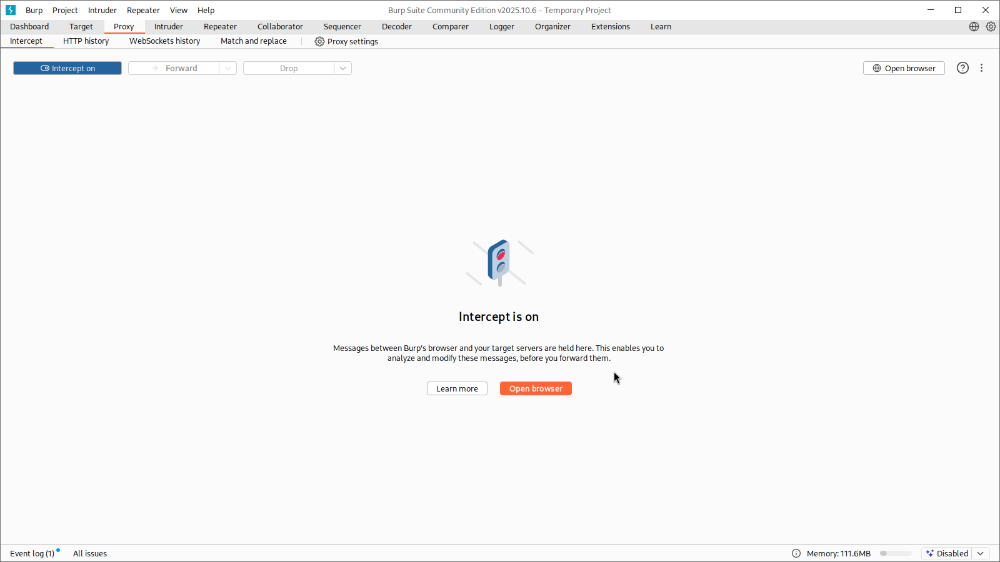 Burp Project Intruder Repeater View Help Burp Suite Community Edition v2025.10.6 - Temporary Project
Dashboard Target Proxy Intruder Repeater Collaborator Sequencer Decoder Comparer Logger Organizer Extensions Learn
Intercept HTTP history WebSockets history Match and replace Proxy settings
Intercept on Forward Drop Open browser
Intercept is on
Messages between Burp's browser and your target servers are held here. This enables you to
analyze and modify these messages, before you forward them.
Learn more Open browser
Event log (1) All issues Memory: 111.6MB Disabled